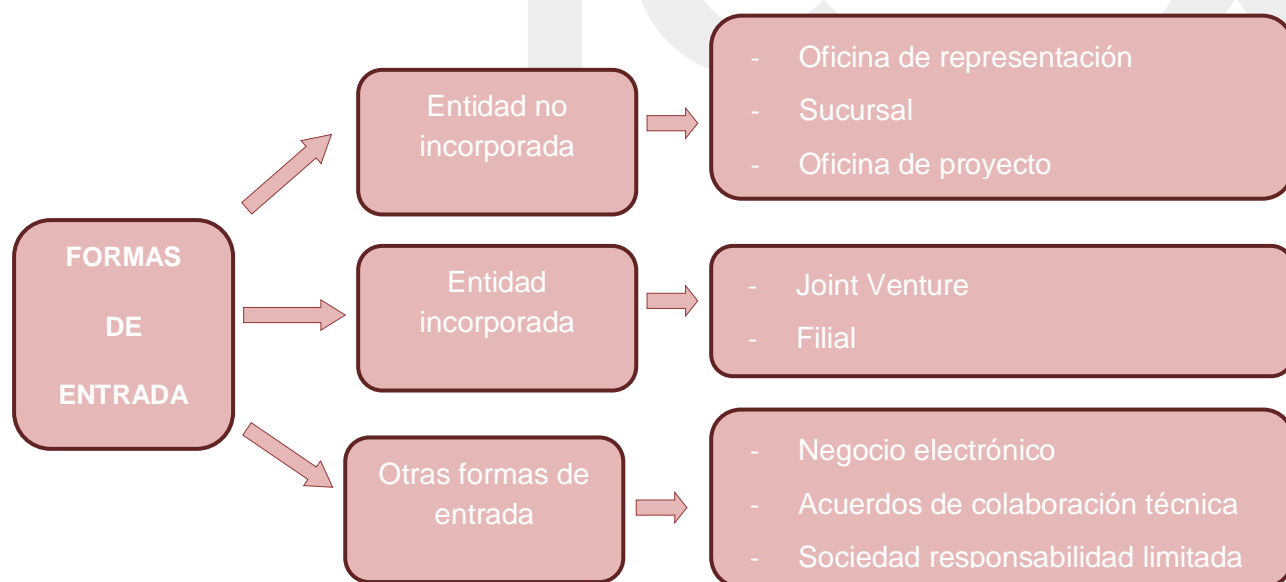 FORMAS
DE
ENTRADA
Entidad no
incorporada
- Oficina de representación
- Sucursal
- Oficina de proyecto
Entidad
incorporada
- Joint Venture
- Filial
Otras formas de
entrada
- Negocio electrónico
- Acuerdos de colaboración técnica
- Sociedad responsabilidad limitada